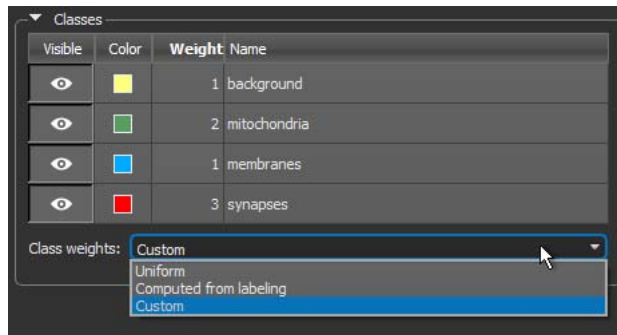 Classes
Visible Color Weight Name
1 background
2 mitochondria
1 membranes
3 synapses
Class weights: Custom
Uniform
Computed from labeling
Custom